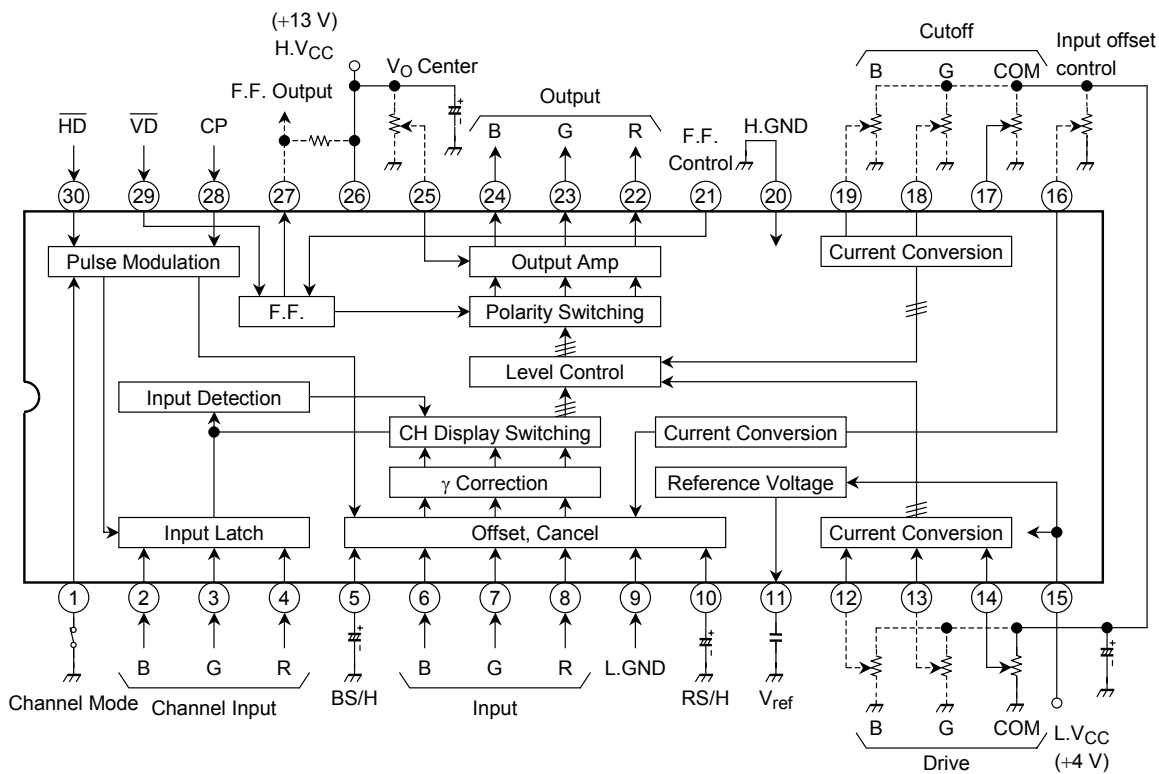 (+13 V)
H.VCC
VO Center
F.F. Output
Output
B G R
F.F.
Control
H.GND
Cutoff
B G COM
Input offset
control
HD VD CP
30 29 28 27 26 25 24 23 22 21 20 19 18 17 16
Pulse Modulation
Output Amp
Current Conversion
F.F.
Polarity Switching
Level Control
Input Detection
CH Display Switching
Current Conversion
γ Correction
Reference Voltage
Input Latch
Offset, Cancel
Current Conversion
1 2 3 4 5 6 7 8 9 10 11 12 13 14 15
+ + + + +
B G R
B G R
L.GND
Channel Mode
Channel Input
BS/H
Input
RS/H
Vref
B G COM
Drive
L.VCC
(+4 V)